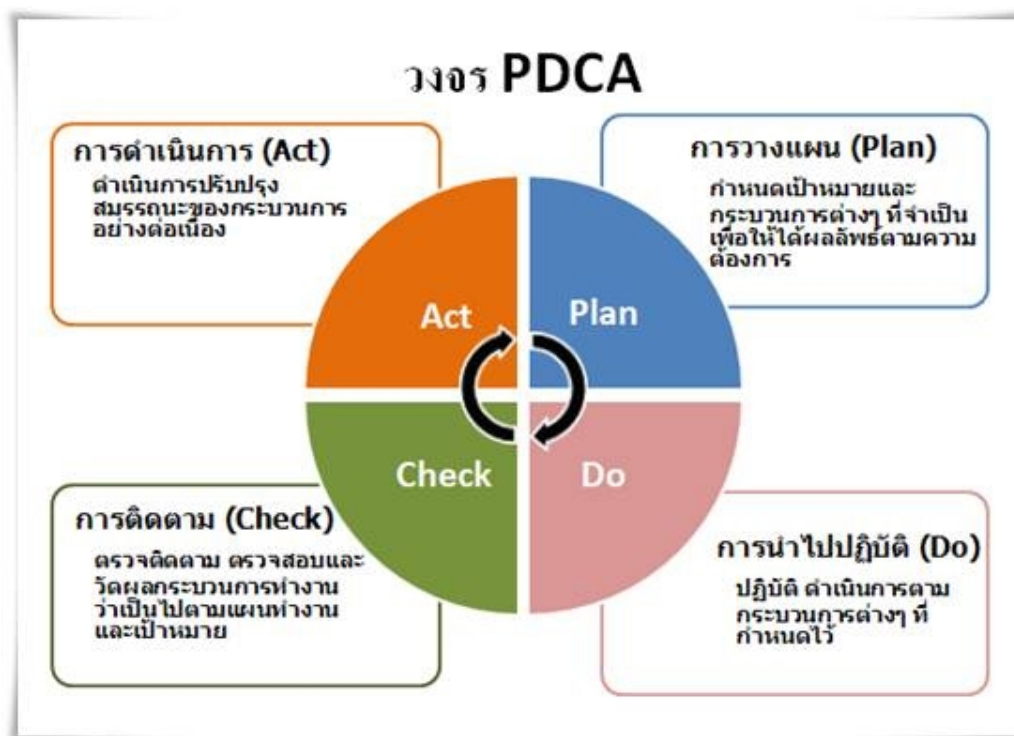 วงจร PDCA
การดำเนินการ (Act)
ดำเนินการปรับปรุง
สมรรถนะของกระบวนการ
อย่างต่อเนื่อง
การวางแผน (Plan)
กำหนดเป้าหมายและ
กระบวนการต่างๆ ที่จำเป็น
เพื่อให้ได้ผลลัพธ์ตามความ
ต้องการ
Act
Plan
Check
Do
การติดตาม (Check)
ตรวจติดตาม ตรวจสอบและ
วัดผลกระบวนการทำงาน
ว่าเป็นไปตามแผนทำงาน
และเป้าหมาย
การนำไปปฏิบัติ (Do)
ปฏิบัติ ดำเนินการตาม
กระบวนการต่างๆ ที่
กำหนดไว้